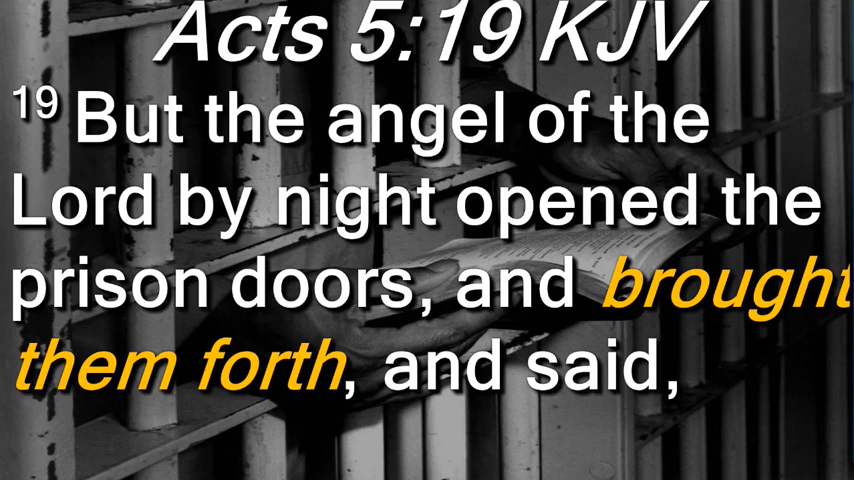 Acts 5:19 KJV
19 But the angel of the
Lord by night opened the
prison doors, and brought
them forth, and said,